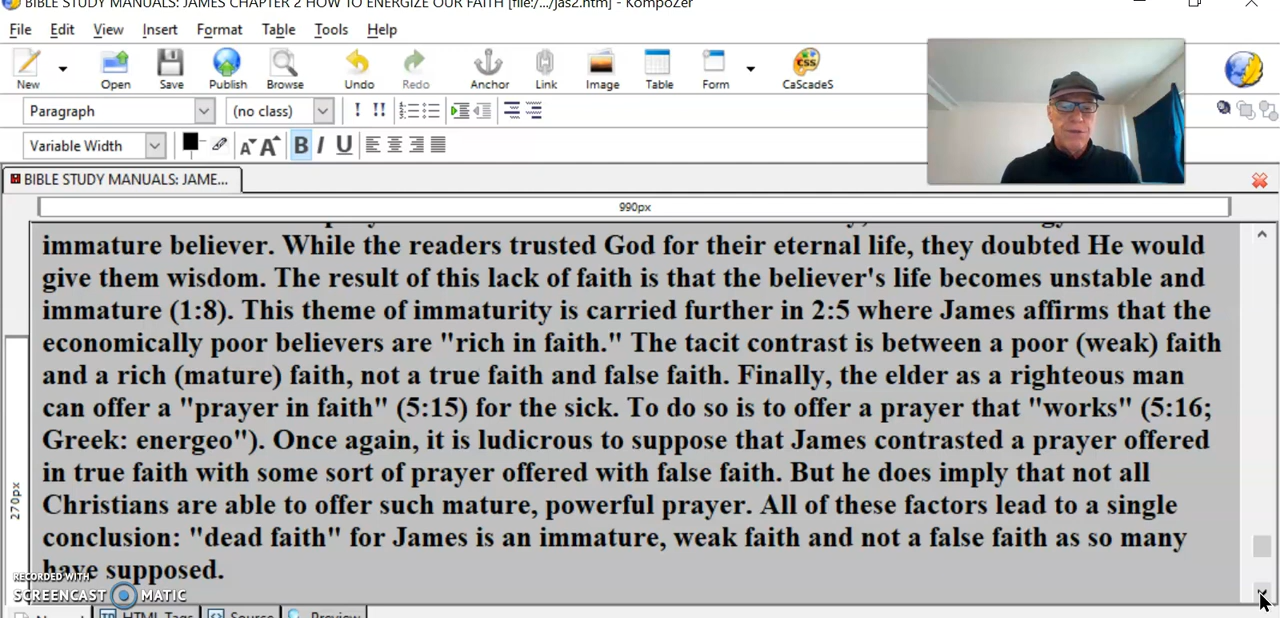 BIBLE STUDY MANUALS: JAMES CHAPTER 2 HOW TO ENERGIZE OUR FAITH [file:/.../jas2.htm] - KompoZer
File Edit View Insert Format Table Tools Help
New Open Save Publish Browse Undo Redo Anchor Link Image Table Form CaScadeS
CSS
Paragraph (no class) ! !!
Variable Width A A B I U
BIBLE STUDY MANUALS: JAME...
990px
immature believer. While the readers trusted God for their eternal life, they doubted He would
give them wisdom. The result of this lack of faith is that the believer's life becomes unstable and
immature (1:8). This theme of immaturity is carried further in 2:5 where James affirms that the
economically poor believers are "rich in faith." The tacit contrast is between a poor (weak) faith
and a rich (mature) faith, not a true faith and false faith. Finally, the elder as a righteous man
can offer a "prayer in faith" (5:15) for the sick. To do so is to offer a prayer that "works" (5:16;
Greek: energeo"). Once again, it is ludicrous to suppose that James contrasted a prayer offered
in true faith with some sort of prayer offered with false faith. But he does imply that not all
Christians are able to offer such mature, powerful prayer. All of these factors lead to a single
conclusion: "dead faith" for James is an immature, weak faith and not a false faith as so many
have supposed.
270px
RECORDED WITH
SCREENCAST MATIC
HTML Tags Source Preview